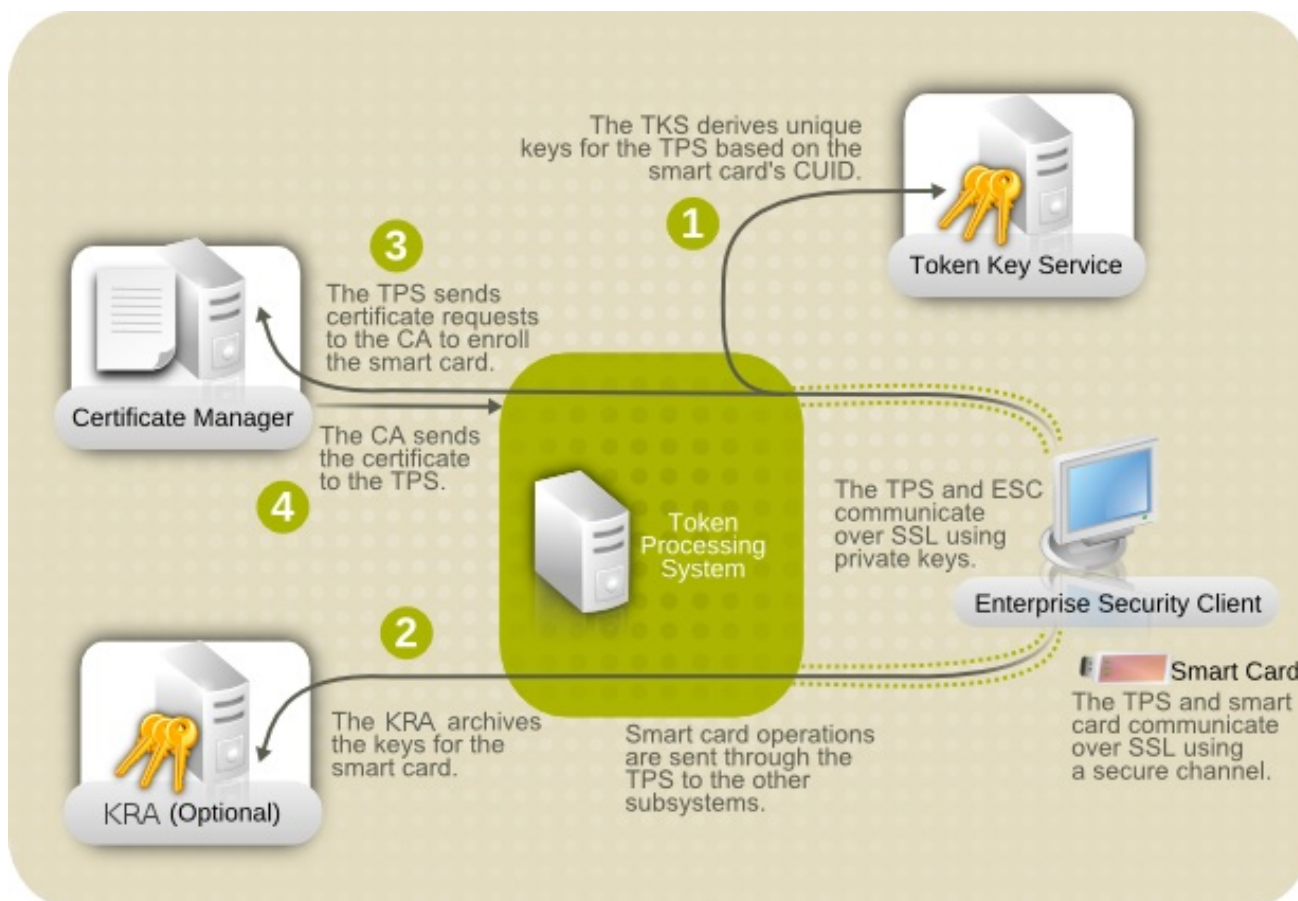 The TKS derives unique
keys for the TPS based on the
smart card's CUID.
1
Token Key Service
3
The TPS sends
certificate requests
to the CA to enroll
the smart card.
Certificate Manager
The CA sends
the certificate
to the TPS.
4
Token
Processing
System
The TPS and ESC
communicate
over SSL using
private keys.
Enterprise Security Client
2
The KRA archives
the keys for the
smart card.
KRA (Optional)
Smart card operations
are sent through the
TPS to the other
subsystems.
Smart Card
The TPS and smart
card communicate
over SSL using
a secure channel.